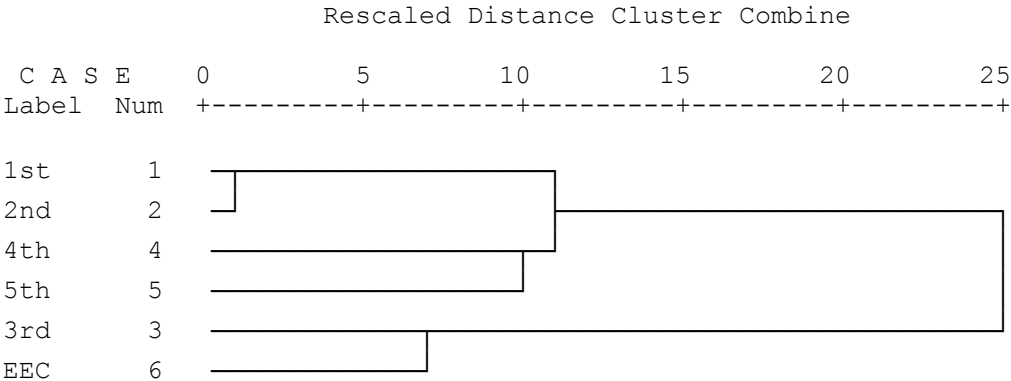 Rescaled Distance Cluster Combine
C A S E 0 5 10 15 20 25
Label Num +---------+---------+---------+---------+---------+
1st 1
2nd 2
4th 4
5th 5
3rd 3
EEC 6